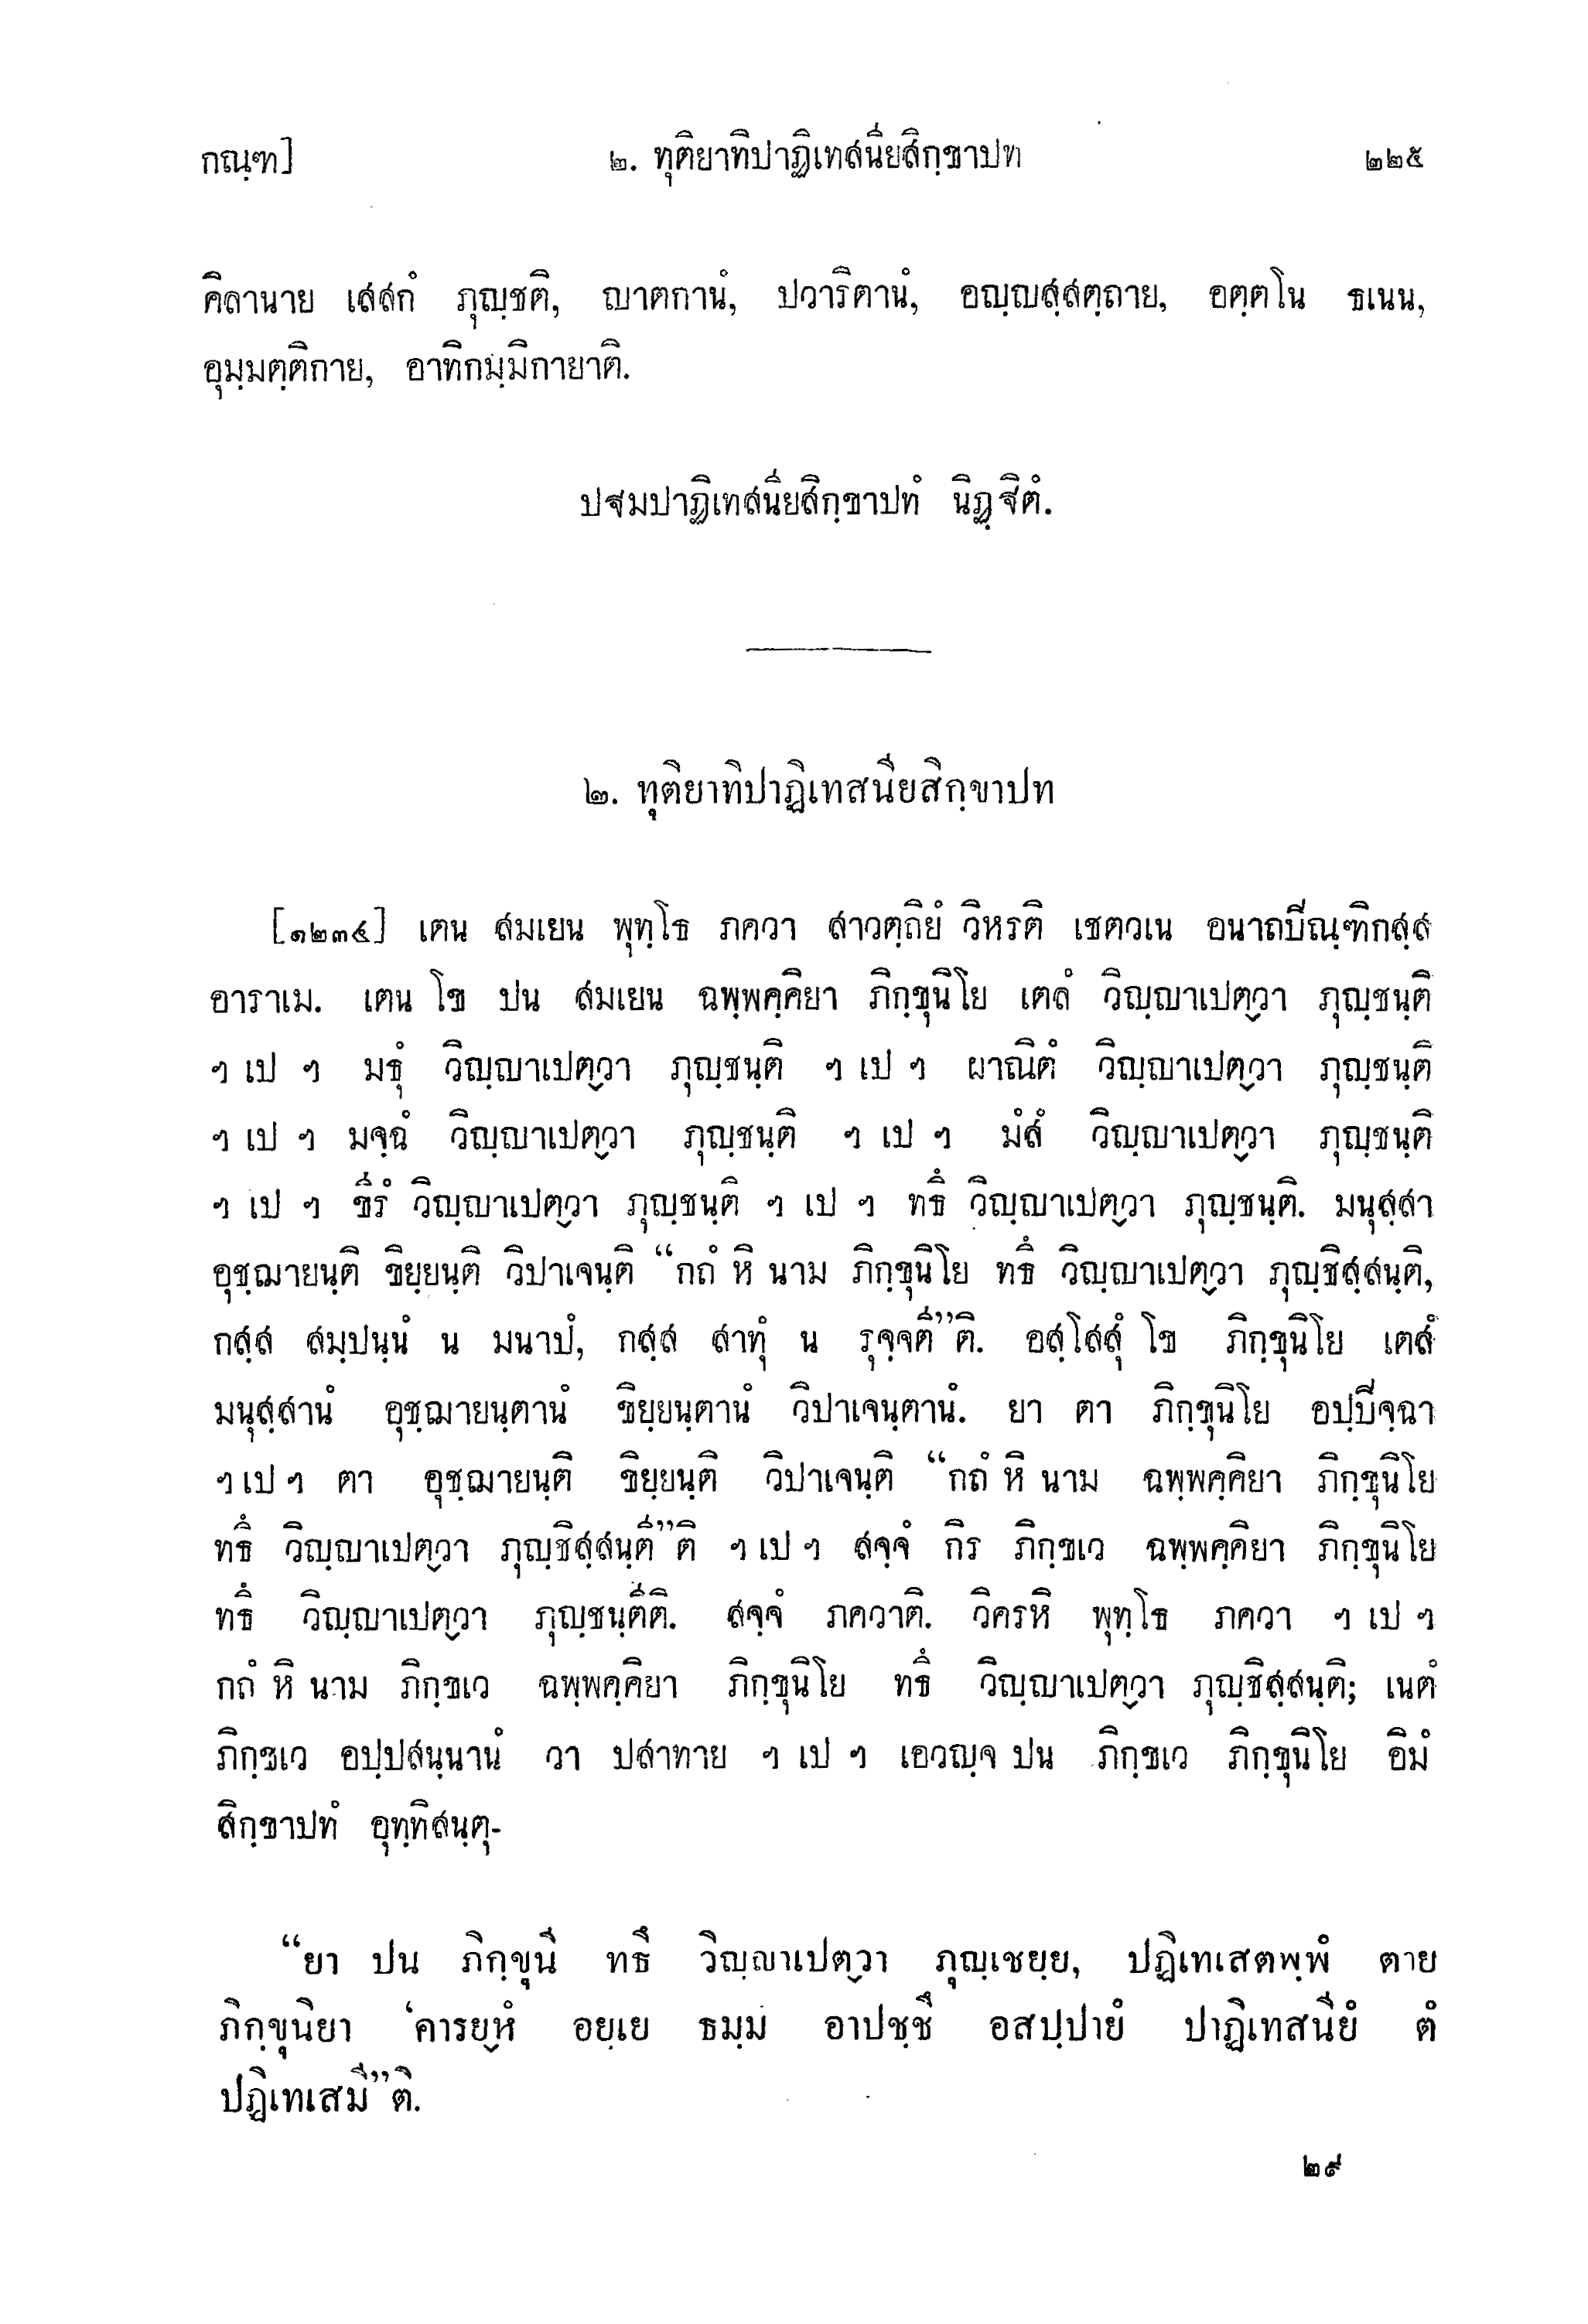 กณฺฑ]
๒. ทุติยาทิปาฏิเทสนียสิกฺขาปท
๒๒๕
คิลานาย เสสกํ ภุญฺชติ, ญาตกานํ, ปวาริตานํ, อญฺญสฺสตฺถาย, อตฺตโน ธเนน,
อุมฺมตฺติกาย, อาทิกมฺมิกายาติ.
ปฐมปาฏิเทสนียสิกฺขาปทํ นิฏฺฐิตํ.
๒. ทุติยาทิปาฏิเทสนียสิกฺขาปท
[๑๒๓๔] เตน สมเยน พุทฺโธ ภควา สาวตฺถิยํ วิหรติ เชตวเน อนาถปิณฺฑิกสฺส
อาราเม. เตน โข ปน สมเยน ฉพฺพคฺคิยา ภิกฺขุนิโย เตลํ วิญฺญาเปตฺวา ภุญฺชนฺติ
ฯ เป ฯ มธุํ วิญฺญาเปตฺวา ภุญฺชนฺติ ฯ เป ฯ ผาณิตํ วิญฺญาเปตฺวา ภุญฺชนฺติ
ฯ เป ฯ มจฺฉํ วิญฺญาเปตฺวา ภุญฺชนฺติ ฯ เป ฯ มํสํ วิญฺญาเปตฺวา ภุญฺชนฺติ
ฯ เป ฯ ขีรํ วิญฺญาเปตฺวา ภุญฺชนฺติ ฯ เป ฯ ทธึ วิญฺญาเปตฺวา ภุญฺชนฺติ. มนุสฺสา
อุชฺฌายนฺติ ขิยฺยนฺติ วิปาเจนฺติ “กถํ หิ นาม ภิกฺขุนิโย ทธึ วิญฺญาเปตฺวา ภุญฺชิสฺสนฺติ,
กสฺส สมฺปนฺนํ น มนาปํ, กสฺส สาทุํ น รุจฺจตี”ติ. อสฺโสสุํ โข ภิกฺขุนิโย เตสํ
มนุสฺสานํ อุชฺฌายนฺตานํ ขิยฺยนฺตานํ วิปาเจนฺตานํ. ยา ตา ภิกฺขุนิโย อปฺปิจฺฉา
ฯ เป ฯ ตา อุชฺฌายนฺติ ขิยฺยนฺติ วิปาเจนฺติ “กถํ หิ นาม ฉพฺพคฺคิยา ภิกฺขุนิโย
ทธึ วิญฺญาเปตฺวา ภุญฺชิสฺสนฺตี”ติ ฯ เป ฯ สจฺจํ กิร ภิกฺขเว ฉพฺพคฺคิยา ภิกฺขุนิโย
ทธึ วิญฺญาเปตฺวา ภุญฺชนฺตีติ. สจฺจํ ภควาติ. วิครหิ พุทฺโธ ภควา ฯ เป ฯ
กถํ หิ นาม ภิกฺขเว ฉพฺพคฺคิยา ภิกฺขุนิโย ทธึ วิญฺญาเปตฺวา ภุญฺชิสฺสนฺติ; เนตํ
ภิกฺขเว อปฺปสนฺนานํ วา ปสาทาย ฯ เป ฯ เอวญฺจ ปน ภิกฺขเว ภิกฺขุนิโย อิมํ
สิกฺขาปทํ อุทฺทิสนฺตุ-
“ยา ปน ภิกฺขุนี ทธึ วิญฺญาเปตฺวา ภุญฺเชยฺย, ปฏิเทเสตพฺพํ ตาย
ภิกฺขุนิยา ‘คารยฺหํ อยฺเย ธมฺมํ อาปชฺชึ อสปฺปายํ ปาฏิเทสนียํ ตํ
ปฏิเทเสมี”ติ.
๒๙